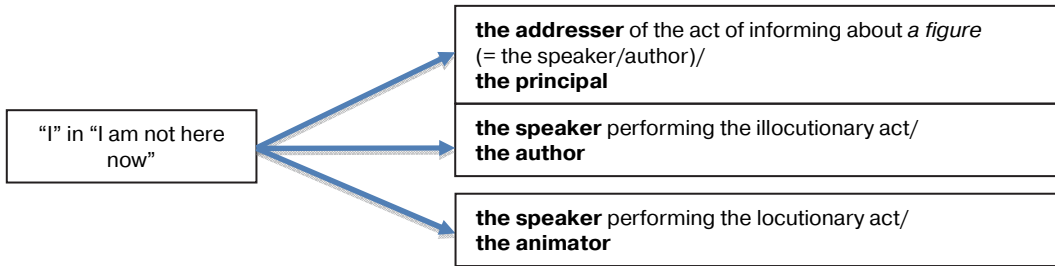 “I” in “I am not here
now”
the addresser of the act of informing about a figure
(= the speaker/author)/
the principal
the speaker performing the illocutionary act/
the author
the speaker performing the locutionary act/
the animator